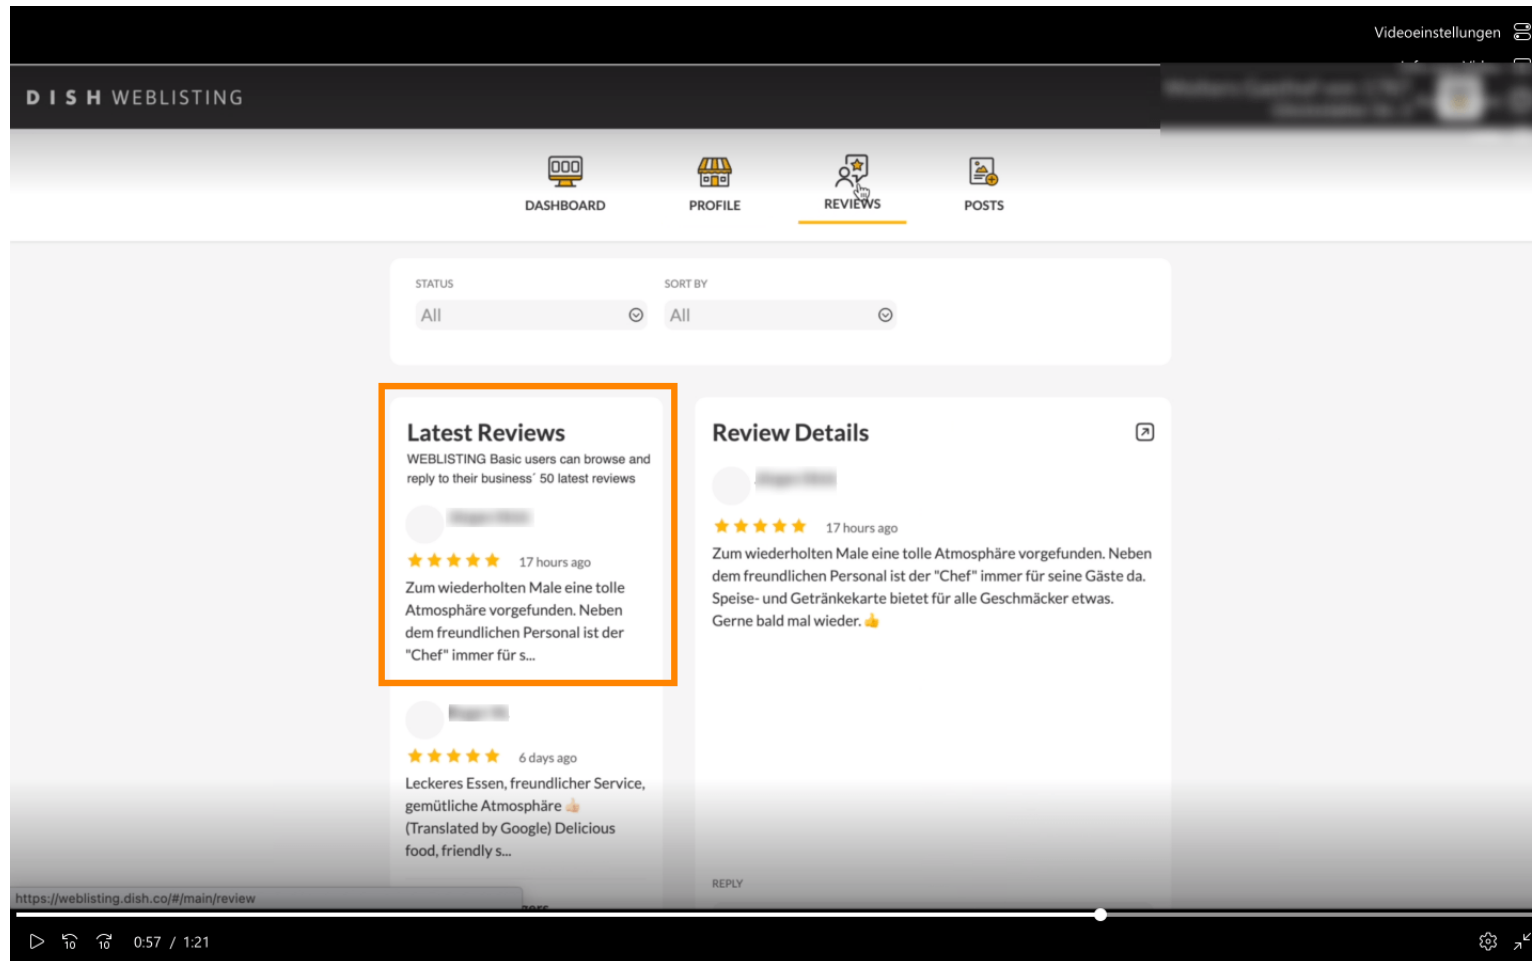 Videoeinstellungen
DISH WEBLISTING
DASHBOARD
PROFILE
REVIEWS
POSTS
STATUS
SORT BY
All
All
Latest Reviews
WEBLISTING Basic users can browse and
reply to their business´ 50 latest reviews
17 hours ago
Zum wiederholten Male eine tolle
Atmosphäre vorgefunden. Neben
dem freundlichen Personal ist der
"Chef" immer für s...
6 days ago
Leckeres Essen, freundlicher Service,
gemütliche Atmosphäre 👍🏻
(Translated by Google) Delicious
food, friendly s...
Review Details
17 hours ago
Zum wiederholten Male eine tolle Atmosphäre vorgefunden. Neben
dem freundlichen Personal ist der "Chef" immer für seine Gäste da.
Speise- und Getränkekarte bietet für alle Geschmäcker etwas.
Gerne bald mal wieder. 👍
REPLY
https://weblisting.dish.co/#/main/review
10
10
0:57 / 1:21